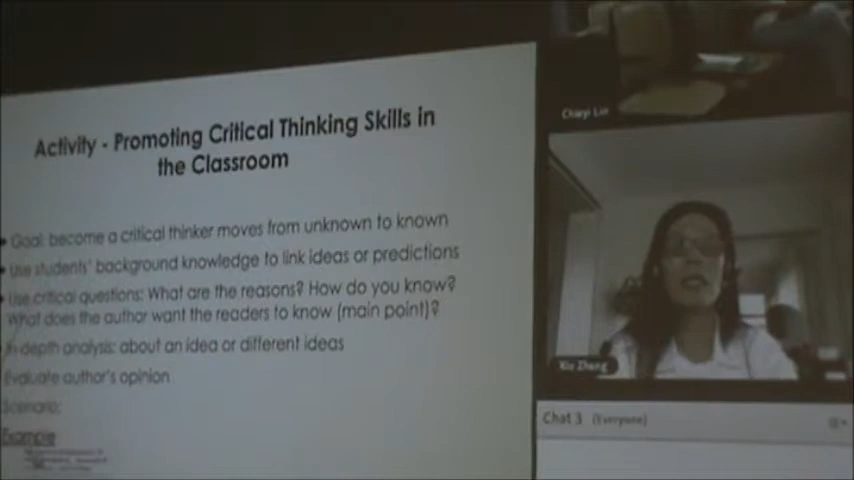 Activity - Promoting Critical Thinking Skills in
the Classroom
Goal: become a critical thinker moves from unknown to known
Use students' background knowledge to link ideas or predictions
Use critical questions: What are the reasons? How do you know?
What does the author want the readers to know (main point)?
In-depth analysis: about an idea or different ideas
Evaluate author's opinion
Scenario:
Example
Chiayi Lin
Xiu Zhang
Chat 3 (Everyone)